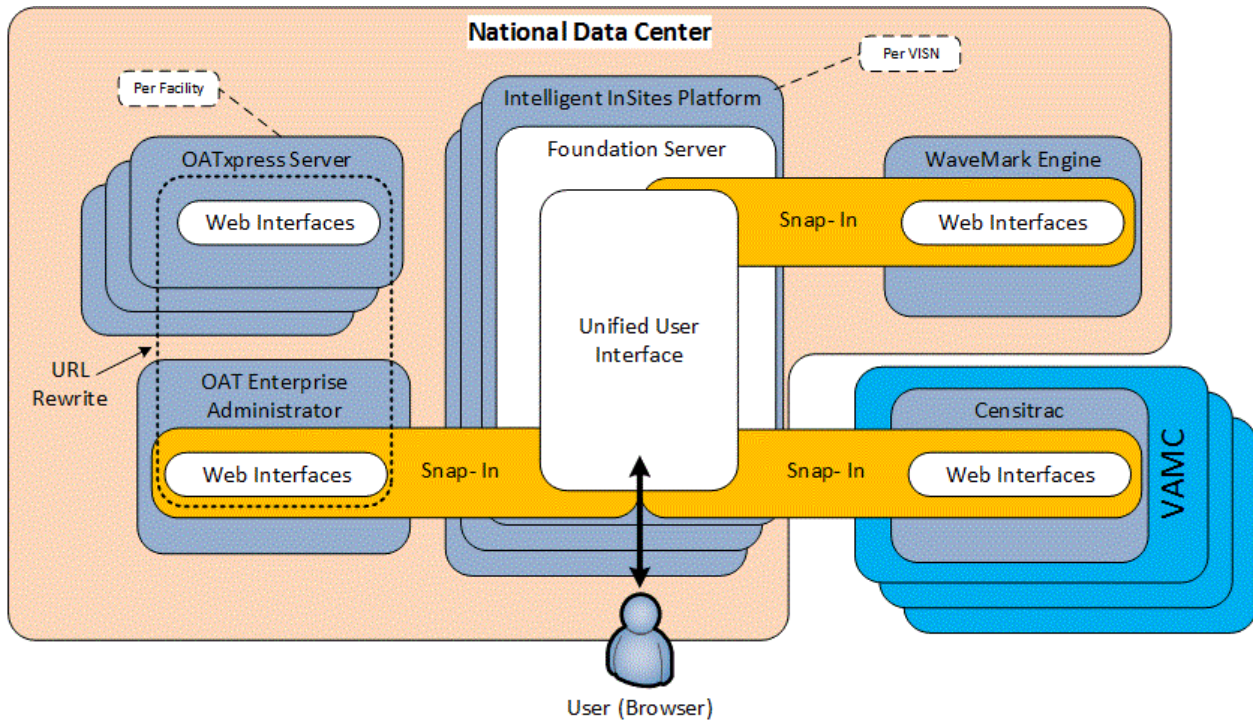 National Data Center
Per Facility
Per VISN
OATxpress Server
Web Interfaces
Intelligent InSites Platform
Foundation Server
Unified User
Interface
WaveMark Engine
Snap- In
Web Interfaces
URL
Rewrite
OAT Enterprise
Administrator
Web Interfaces
Snap- In
Snap- In
Censitrac
Web Interfaces
VAMC
User (Browser)